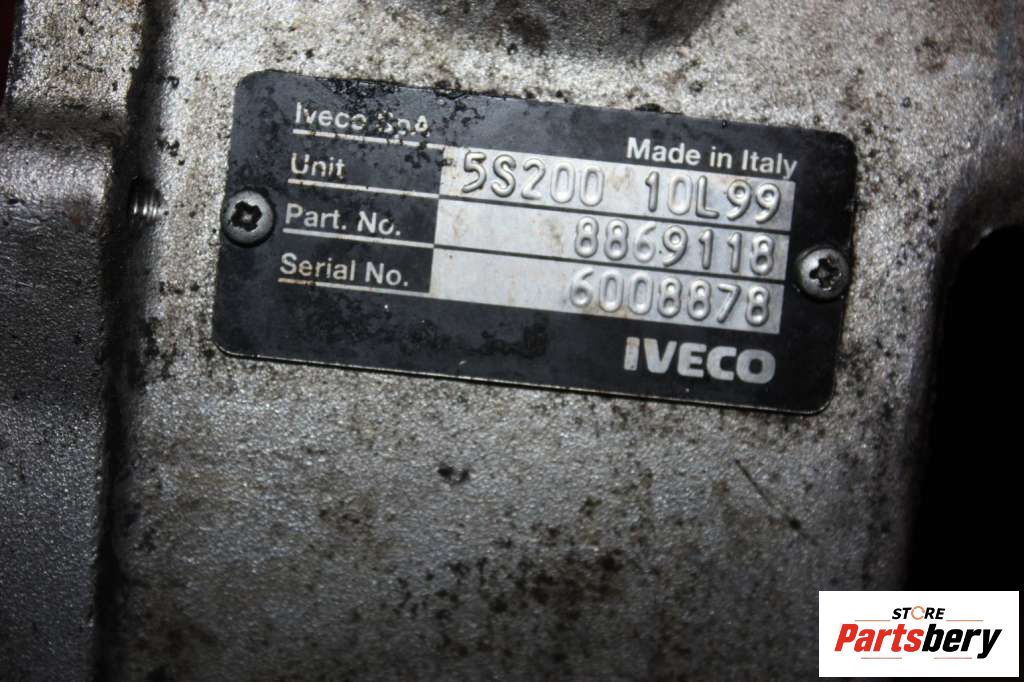 Iveco SpA
Made in Italy
Unit 5S200 10L99
Part. No. 8869118
Serial No. 6008878
IVECO
STORE
Partsbery